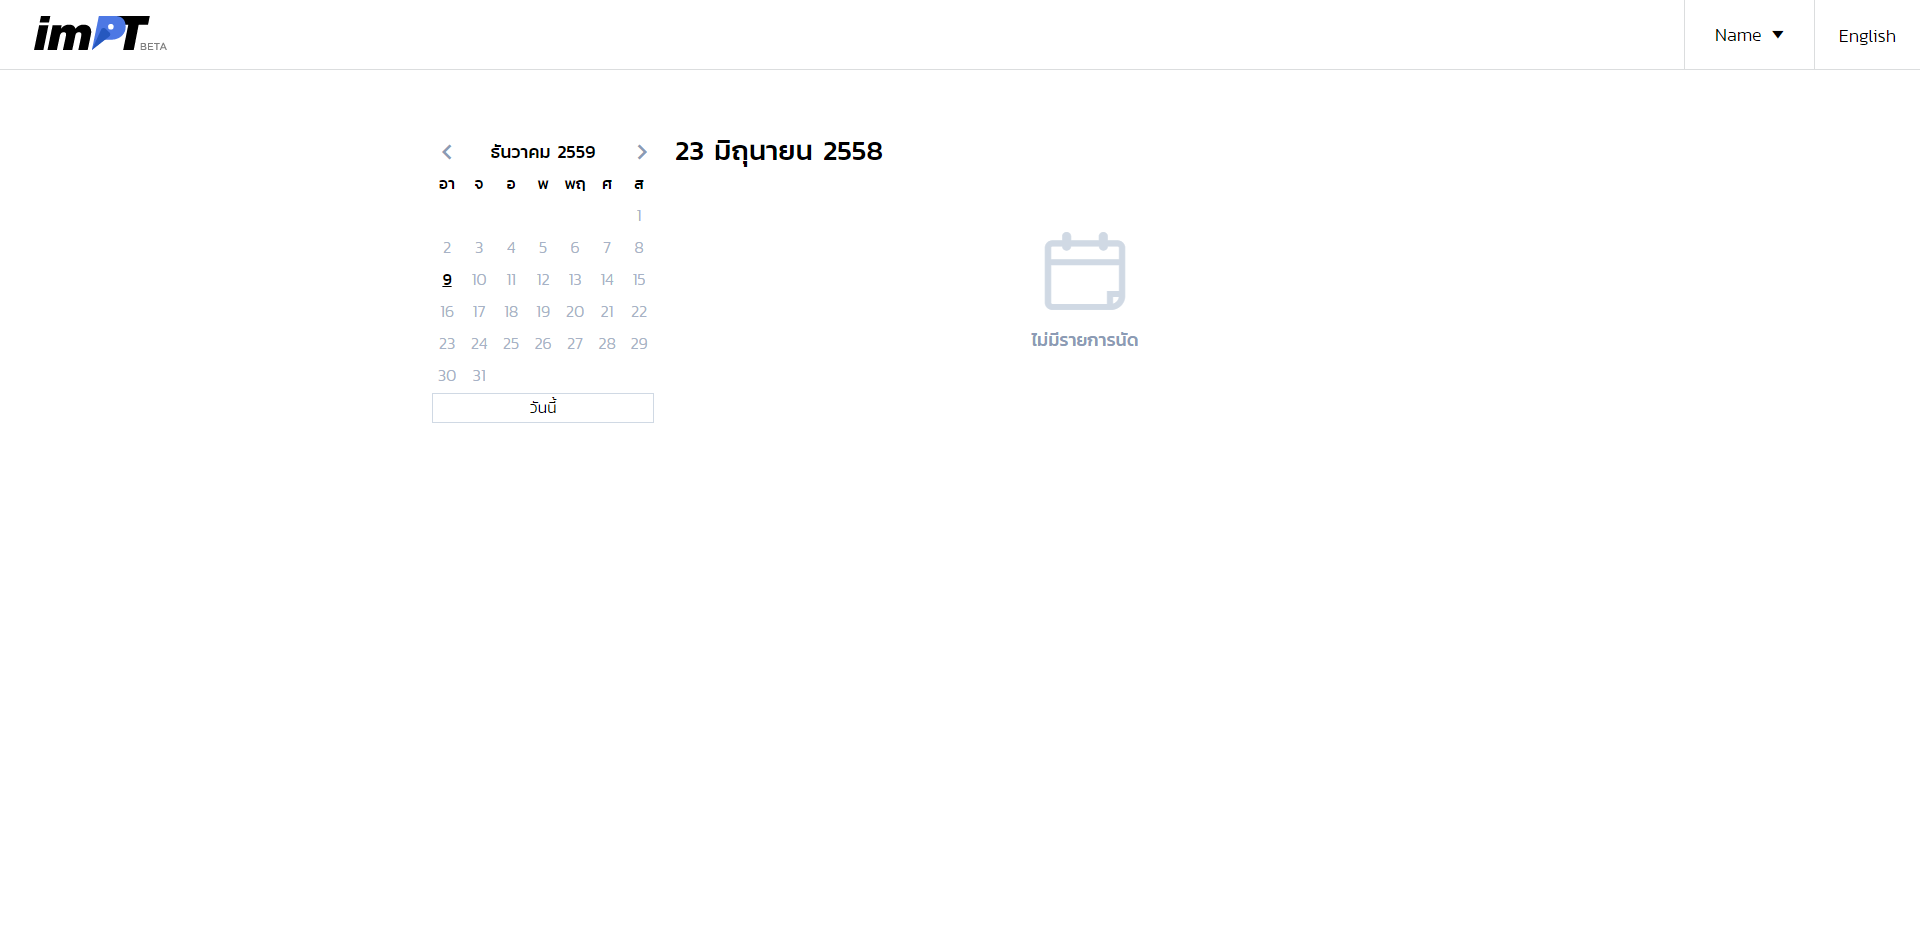 imPT BETA
Name
English
ธันวาคม 2559
อา จ อ พ พฤ ศ ส
1
2 3 4 5 6 7 8
9 10 11 12 13 14 15
16 17 18 19 20 21 22
23 24 25 26 27 28 29
30 31
วันนี้
23 มิถุนายน 2558
ไม่มีรายการนัด